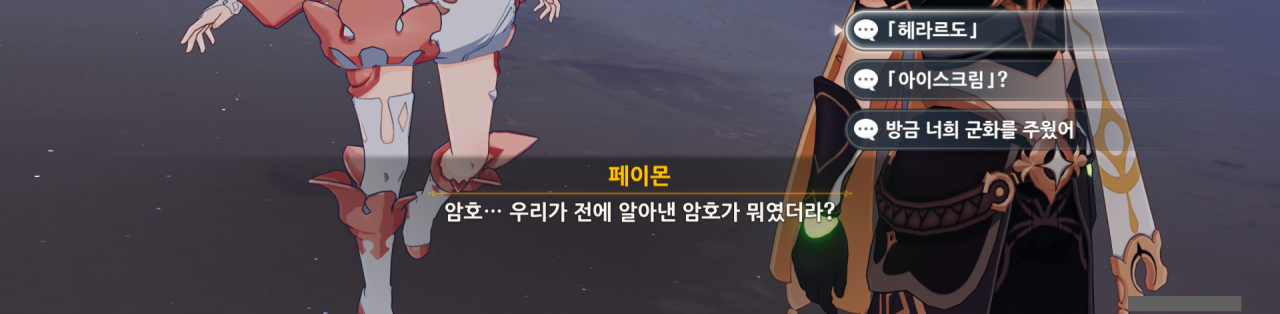 「헤라르도」
「아이스크림」?
방금 너희 군화를 주웠어
페이몬
암호… 우리가 전에 알아낸 암호가 뭐였더라?